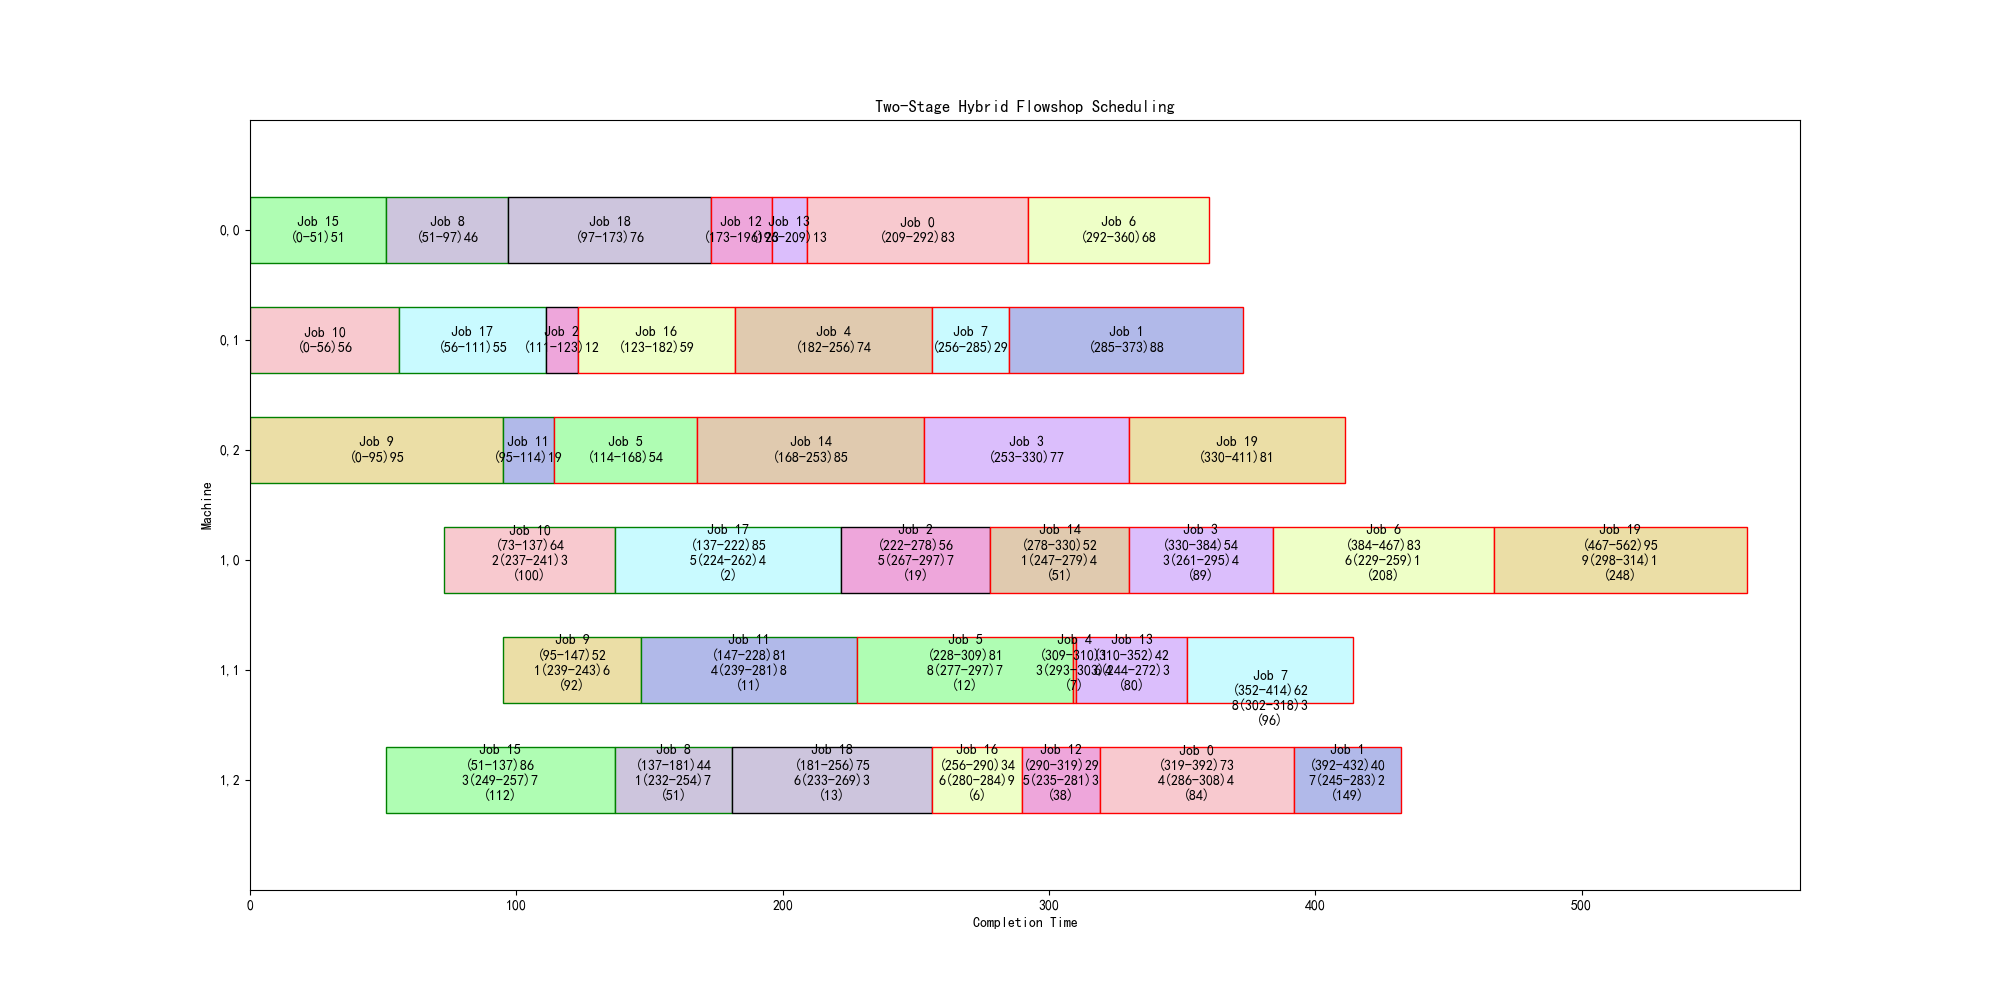 Two-Stage Hybrid Flowshop Scheduling
Machine
0,0
Job 15
(0-51)51
Job 8
(51-97)46
Job 18
(97-173)76
Job 12
(173-196)23
Job 13
(196-209)13
Job 0
(209-292)83
Job 6
(292-360)68
0,1
Job 10
(0-56)56
Job 17
(56-111)55
Job 2
(111-123)12
Job 16
(123-182)59
Job 4
(182-256)74
Job 7
(256-285)29
Job 1
(285-373)88
0,2
Job 9
(0-95)95
Job 11
(95-114)19
Job 5
(114-168)54
Job 14
(168-253)85
Job 3
(253-330)77
Job 19
(330-411)81
1,0
Job 10
(73-137)64
2(237-241)3
(100)
Job 17
(137-222)85
5(224-262)4
(2)
Job 2
(222-278)56
5(267-297)7
(19)
Job 14
(278-330)52
1(247-279)4
(51)
Job 3
(330-384)54
3(261-295)4
(89)
Job 6
(384-467)83
6(229-259)1
(208)
Job 19
(467-562)95
9(298-314)1
(248)
1,1
Job 9
(95-147)52
1(239-243)6
(92)
Job 11
(147-228)81
4(239-281)8
(11)
Job 5
(228-309)81
8(277-297)7
(12)
Job 4
(309-310)1
3(293-303)4
(7)
Job 13
(310-352)42
6(244-272)3
(80)
Job 7
(352-414)62
8(302-318)3
(96)
1,2
Job 15
(51-137)86
3(249-257)7
(112)
Job 8
(137-181)44
1(232-254)7
(51)
Job 18
(181-256)75
6(233-269)3
(13)
Job 16
(256-290)34
6(280-284)9
(6)
Job 12
(290-319)29
5(235-281)3
(38)
Job 0
(319-392)73
4(286-308)4
(84)
Job 1
(392-432)40
7(245-283)2
(149)
0
100
200
300
400
500
Completion Time